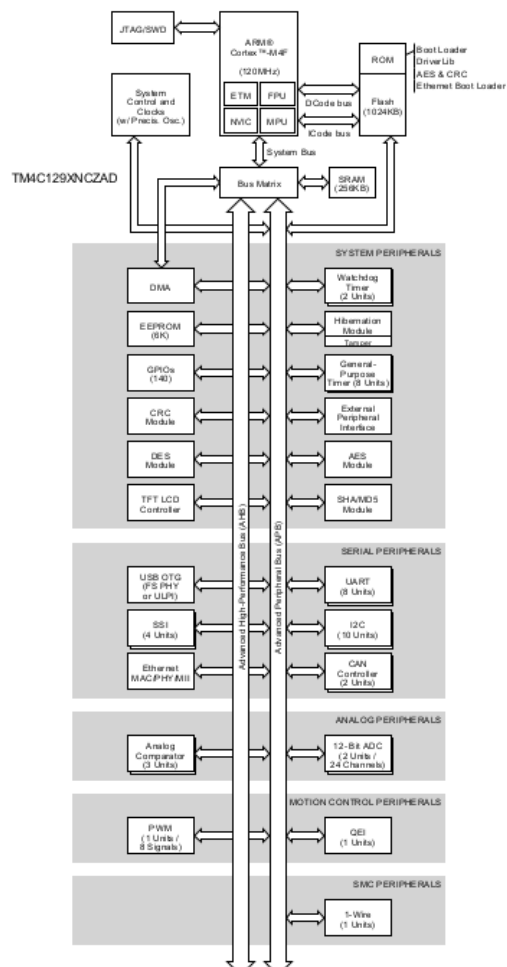 JTAG/SWD
ARM®
Cortex™-M4F
(120MHz)
ETM
FPU
NVIC
MPU
ROM
Flash
(1024KB)
Boot Loader
DriverLib
AES & CRC
Ethernet Boot Loader
DCode bus
ICode bus
System
Control and
Clocks
(w/ Precis. Osc.)
System Bus
TM4C129XNCZAD
Bus Matrix
SRAM
(256KB)
SYSTEM PERIPHERALS
DMA
Watchdog
Timer
(2 Units)
EEPROM
(6K)
Hibernation
Module
Tamper
GPIOs
(140)
General-
Purpose
Timer (8 Units)
CRC
Module
External
Peripheral
Interface
DES
Module
AES
Module
TFT LCD
Controller
SHA/MD5
Module
Advanced High-Performance Bus (AHB)
Advanced Peripheral Bus (APB)
SERIAL PERIPHERALS
USB OTG
(FS PHY
or ULPI)
UART
(8 Units)
SSI
(4 Units)
I2C
(10 Units)
Ethernet
MAC/PHY/MII
CAN
Controller
(2 Units)
ANALOG PERIPHERALS
Analog
Comparator
(3 Units)
12-Bit ADC
(2 Units /
24 Channels)
MOTION CONTROL PERIPHERALS
PWM
(1 Units /
8 Signals)
QEI
(1 Units)
SMC PERIPHERALS
1-Wire
(1 Units)